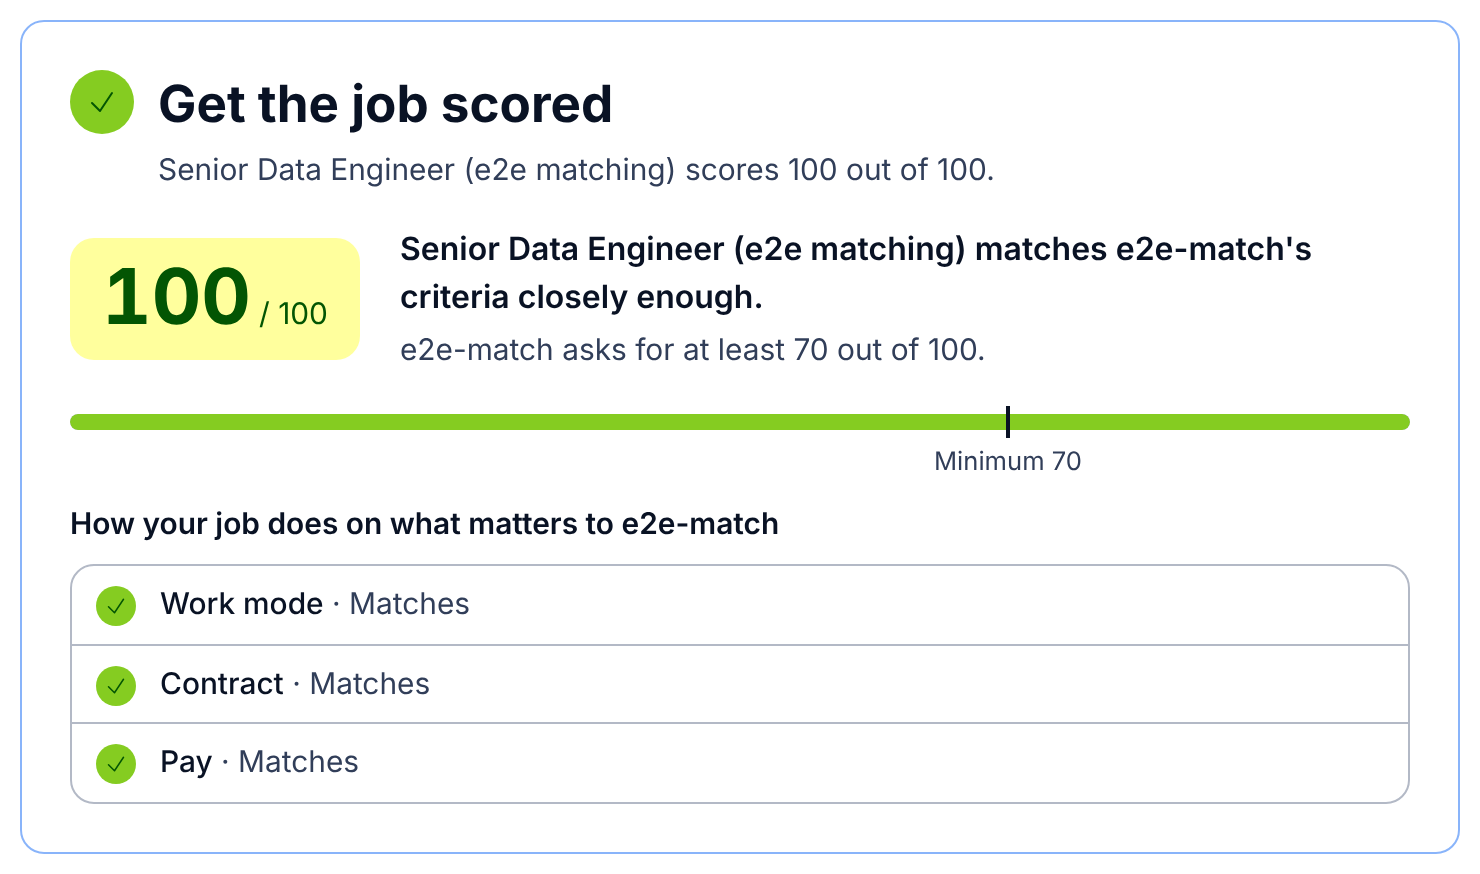 Get the job scored
Senior Data Engineer (e2e matching) scores 100 out of 100.
100 / 100
Senior Data Engineer (e2e matching) matches e2e-match's
criteria closely enough.
e2e-match asks for at least 70 out of 100.
Minimum 70
How your job does on what matters to e2e-match
Work mode · Matches
Contract · Matches
Pay · Matches